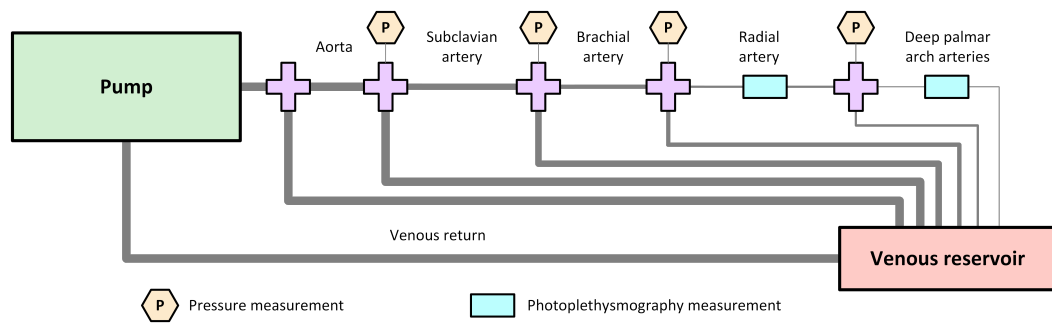 P
P
P
P
Aorta
Subclavian
artery
Brachial
artery
Radial
artery
Deep palmar
arch arteries
Pump
Venous return
Venous reservoir
P
Pressure measurement
Photoplethysmography measurement